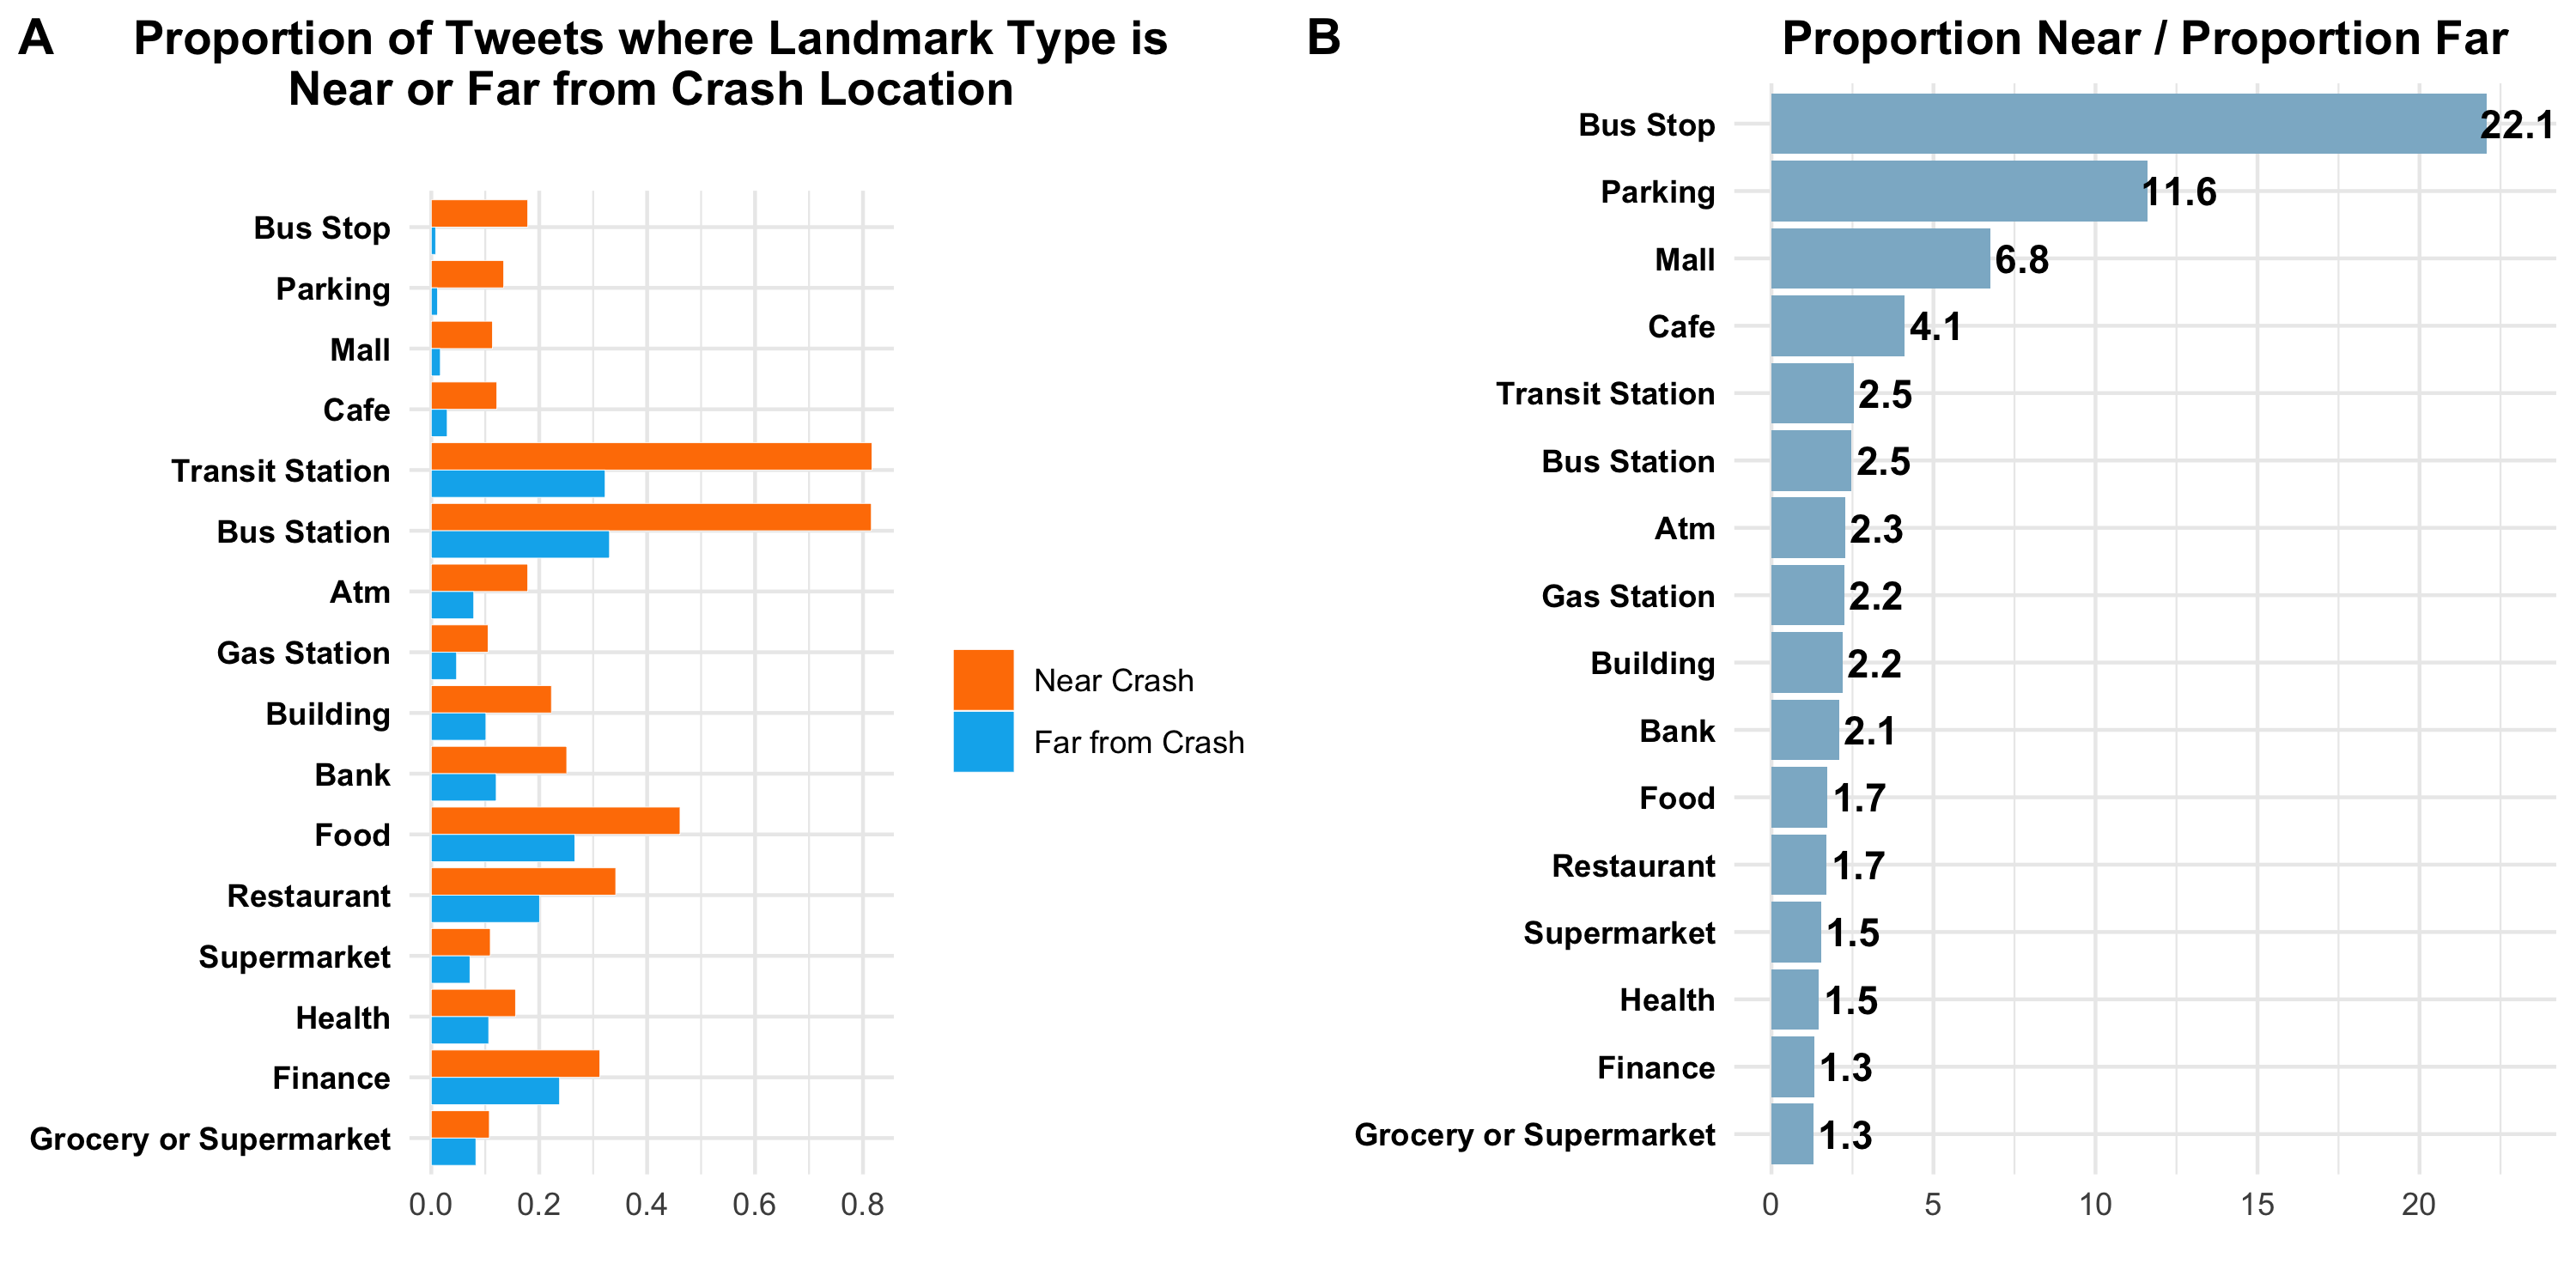 A
Proportion of Tweets where Landmark Type is
Near or Far from Crash Location
Bus Stop
Parking
Mall
Cafe
Transit Station
Bus Station
Atm
Gas Station
Building
Bank
Food
Restaurant
Supermarket
Health
Finance
Grocery or Supermarket
0.0 0.2 0.4 0.6 0.8
Near Crash
Far from Crash
B
Proportion Near / Proportion Far
Bus Stop 22.1
Parking 11.6
Mall 6.8
Cafe 4.1
Transit Station 2.5
Bus Station 2.5
Atm 2.3
Gas Station 2.2
Building 2.2
Bank 2.1
Food 1.7
Restaurant 1.7
Supermarket 1.5
Health 1.5
Finance 1.3
Grocery or Supermarket 1.3
0 5 10 15 20